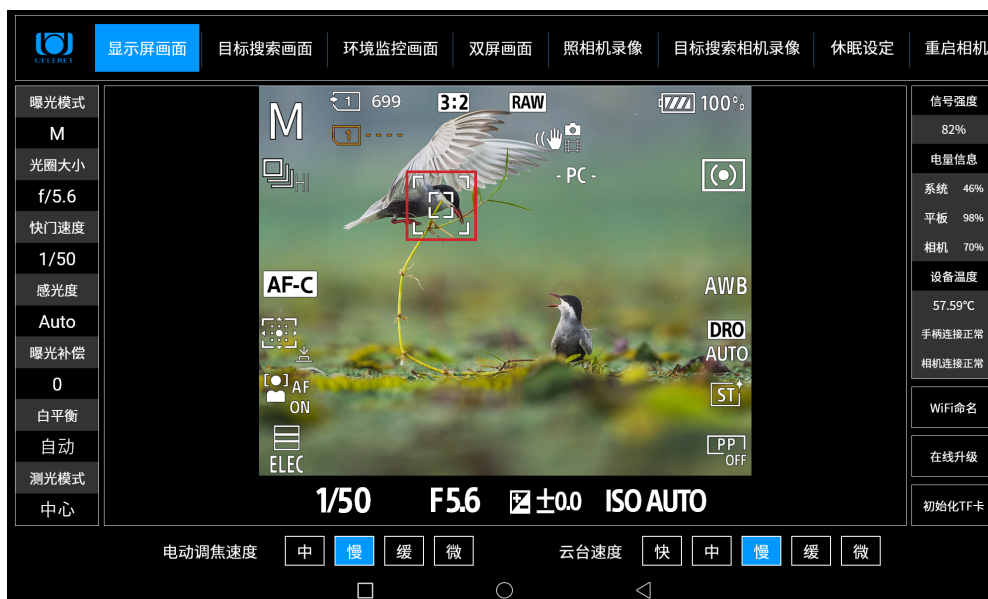 DELERET
显示屏画面 目标搜索画面 环境监控画面 双屏画面 照相机录像 目标搜索相机录像 休眠设定 重启相机
曝光模式
M
光圈大小
f/5.6
快门速度
1/50
感光度
Auto
曝光补偿
0
白平衡
自动
测光模式
中心
M 1 699 3:2 RAW 100%
1 ----
HI
- PC -
AF-C
AWB
DRO
AUTO
AF
ON
ST
ELEC
PP
OFF
1/50 F5.6 ±0.0 ISO AUTO
信号强度
82%
电量信息
系统 46%
平板 98%
相机 70%
设备温度
57.59°C
手柄连接正常
相机连接正常
WiFi命名
在线升级
初始化TF卡
电动调焦速度 中 慢 缓 微 云台速度 快 中 慢 缓 微